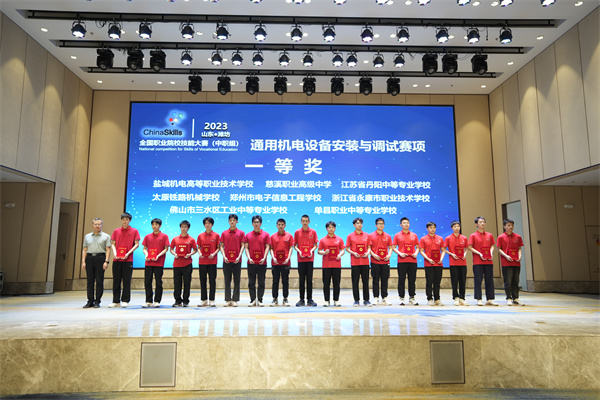 ChinaSkills
2023
山东•潍坊
全国职业院校技能大赛（中职组）
National competition for Skills of Vocational Education
通用机电设备安装与调试赛项
一等奖
盐城机电高等职业技术学校 慈溪职业高级中学 江苏省丹阳中等专业学校
太原铁路机械学校 郑州市电子信息工程学校 浙江省永康市职业技术学校
佛山市三水区工业中等专业学校 单县职业中等专业学校